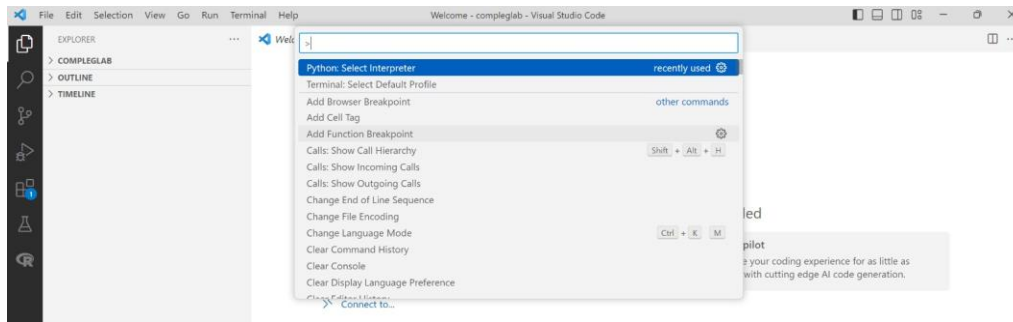 File Edit Selection View Go Run Terminal Help
Welcome - compleglab - Visual Studio Code
EXPLORER ...
> COMPLEGLAB
> OUTLINE
> TIMELINE
>
Python: Select Interpreter recently used
Terminal: Select Default Profile
Add Browser Breakpoint other commands
Add Cell Tag
Add Function Breakpoint
Calls: Show Call Hierarchy Shift + Alt + H
Calls: Show Incoming Calls
Calls: Show Outgoing Calls
Change End of Line Sequence
Change File Encoding
Change Language Mode Ctrl + K M
Clear Command History
Clear Console
Clear Display Language Preference
Clear Editor History
Connect to...
1
your coding experience for as little as
with cutting edge AI code generation.